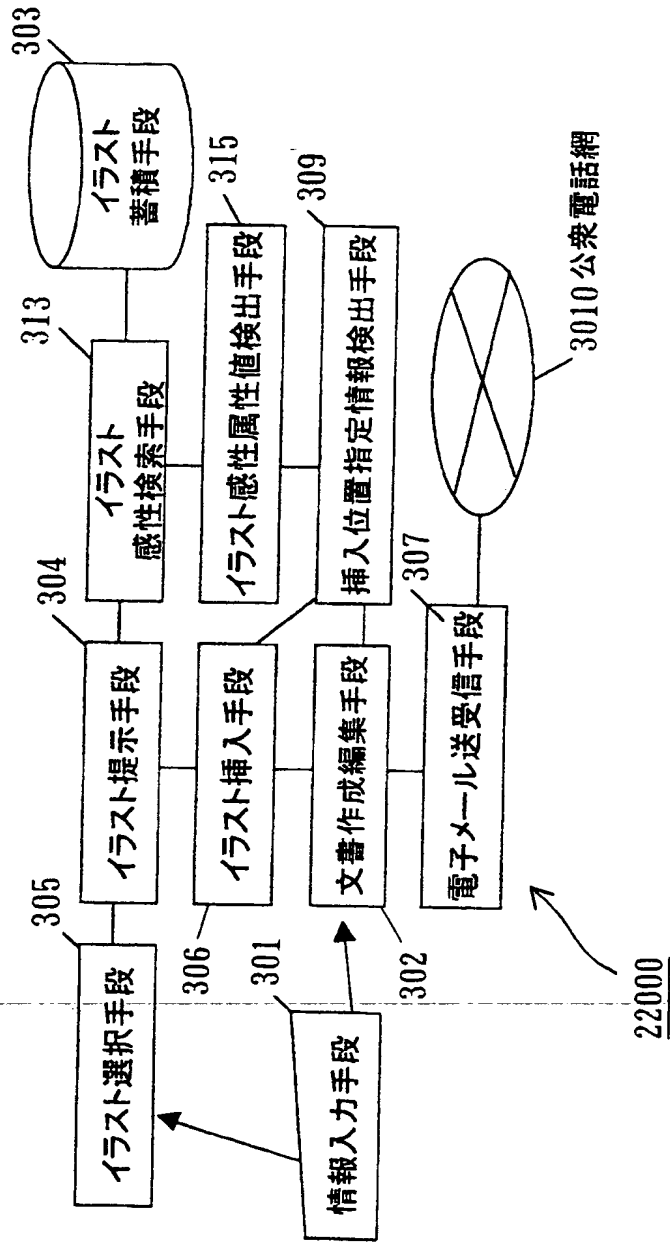 303
イラスト
蓄積手段
313
イラスト
感性検索手段
315
イラスト感性属性値検出手段
309
挿入位置指定情報検出手段
3010 公衆電話網
304
イラスト提示手段
イラスト挿入手段
306
文書作成編集手段
302
307
電子メール送受信手段
305
イラスト選択手段
301
情報入力手段
22000